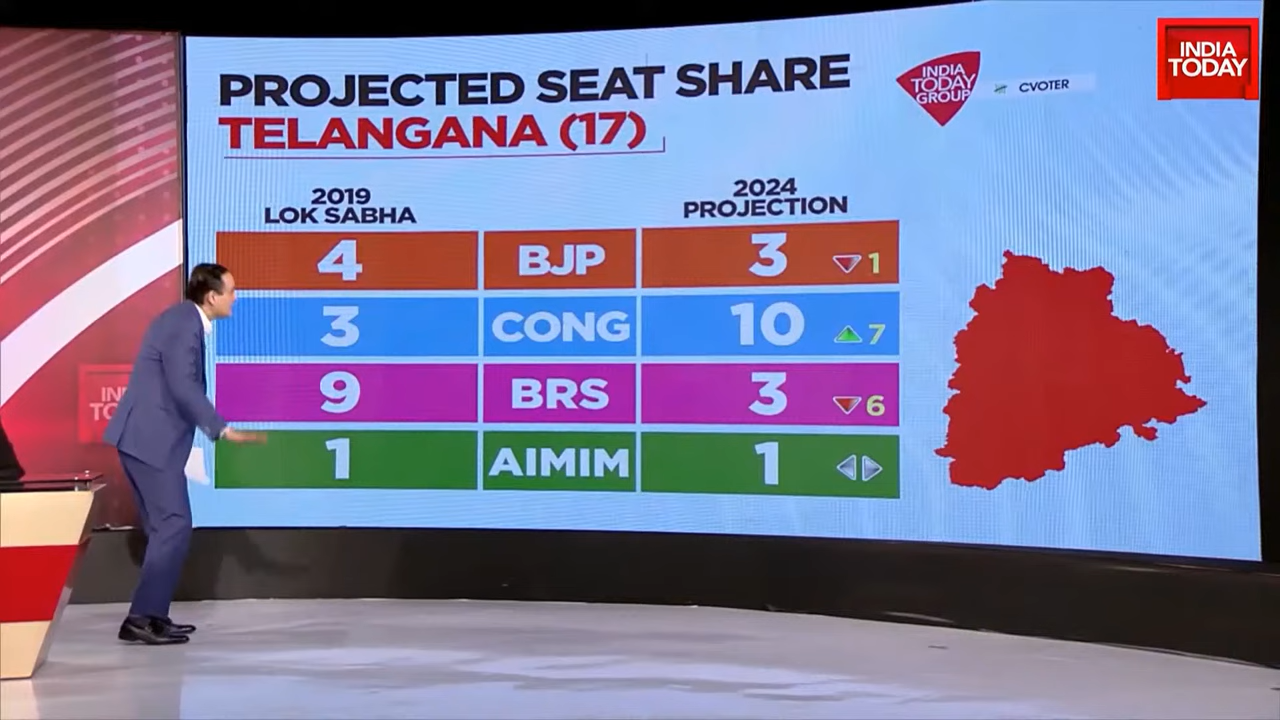 INDIA
TODAY
PROJECTED SEAT SHARE
TELANGANA (17)
INDIA
TODAY
GROUP
CVOTER
2019
LOK SABHA
2024
PROJECTION
4 BJP 3 1
3 CONG 10 7
9 BRS 3 6
1 AIMIM 1